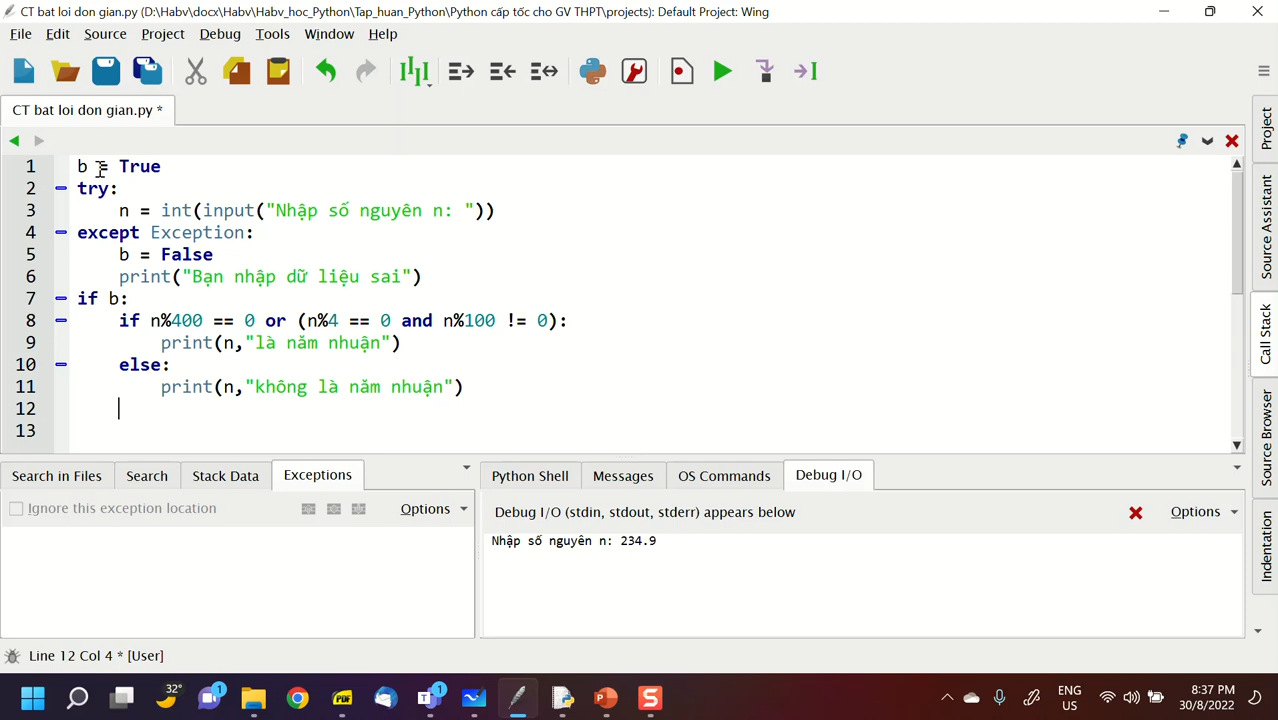 CT bat loi don gian.py (D:\Habv\docx\Habv\Habv_hoc_Python\Tap_huan_Python\Python cấp tốc cho GV THPT\projects): Default Project: Wing
File Edit Source Project Debug Tools Window Help
CT bat loi don gian.py *
1 b = True
2 try:
3 n = int(input("Nhập số nguyên n: "))
4 except Exception:
5 b = False
6 print("Bạn nhập dữ liệu sai")
7 if b:
8 if n%400 == 0 or (n%4 == 0 and n%100 != 0):
9 print(n,"là năm nhuận")
10 else:
11 print(n,"không là năm nhuận")
12
13
Project
Source Assistant
Call Stack
Source Browser
Indentation
Search in Files Search Stack Data Exceptions
Ignore this exception location Options
Python Shell Messages OS Commands Debug I/O
Debug I/O (stdin, stdout, stderr) appears below Options
Nhập số nguyên n: 234.9
Line 12 Col 4 * [User]
32° 1 PDF 1 P S
ENG
US
8:37 PM
30/8/2022